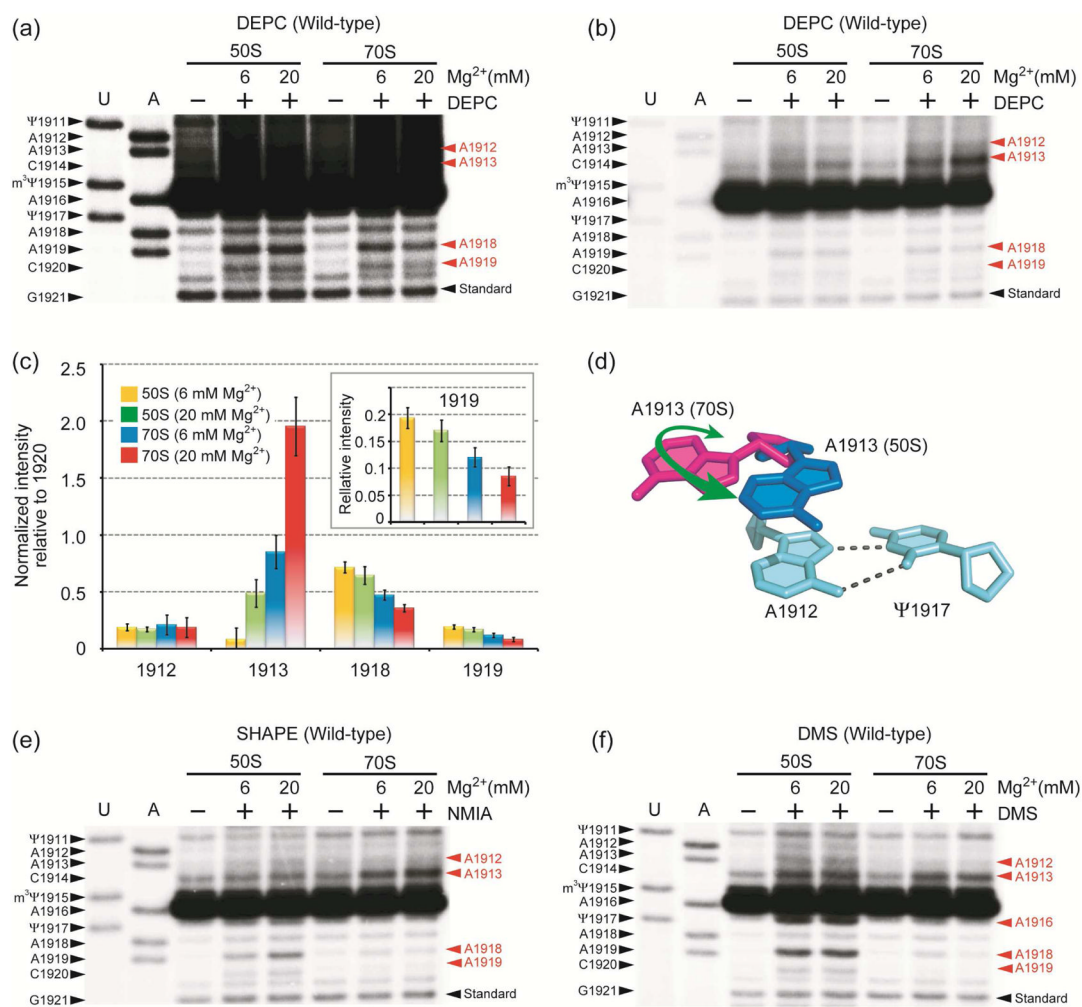 (a)
DEPC (Wild-type)
50S 70S
6 20 6 20 Mg²⁺(mM)
U A − + + − + + DEPC
Ψ1911
A1912
A1913
C1914
m³Ψ1915
A1916
Ψ1917
A1918
A1919
C1920
G1921
A1912
A1913
A1918
A1919
Standard
(b)
DEPC (Wild-type)
50S 70S
6 20 6 20 Mg²⁺(mM)
U A − + + − + + DEPC
Ψ1911
A1912
A1913
C1914
m³Ψ1915
A1916
Ψ1917
A1918
A1919
C1920
G1921
A1912
A1913
A1918
A1919
Standard
(c)
Normalized intensity
relative to 1920
2.5
2.0
1.5
1.0
0.5
0
50S (6 mM Mg²⁺)
50S (20 mM Mg²⁺)
70S (6 mM Mg²⁺)
70S (20 mM Mg²⁺)
1919
Rellative intensity
0.2
0.15
0.1
0.05
0
1912 1913 1918 1919
(d)
A1913 (70S)
A1913 (50S)
A1912
Ψ1917
(e)
SHAPE (Wild-type)
50S 70S
6 20 6 20 Mg²⁺(mM)
U A − + + − + + NMIA
Ψ1911
A1912
A1913
C1914
m³Ψ1915
A1916
Ψ1917
A1918
A1919
C1920
G1921
A1912
A1913
A1918
A1919
Standard
(f)
DMS (Wild-type)
50S 70S
6 20 6 20 Mg²⁺(mM)
U A − + + − + + DMS
Ψ1911
A1912
A1913
C1914
m³Ψ1915
A1916
Ψ1917
A1918
A1919
C1920
G1921
A1912
A1913
A1916
A1918
A1919
Standard